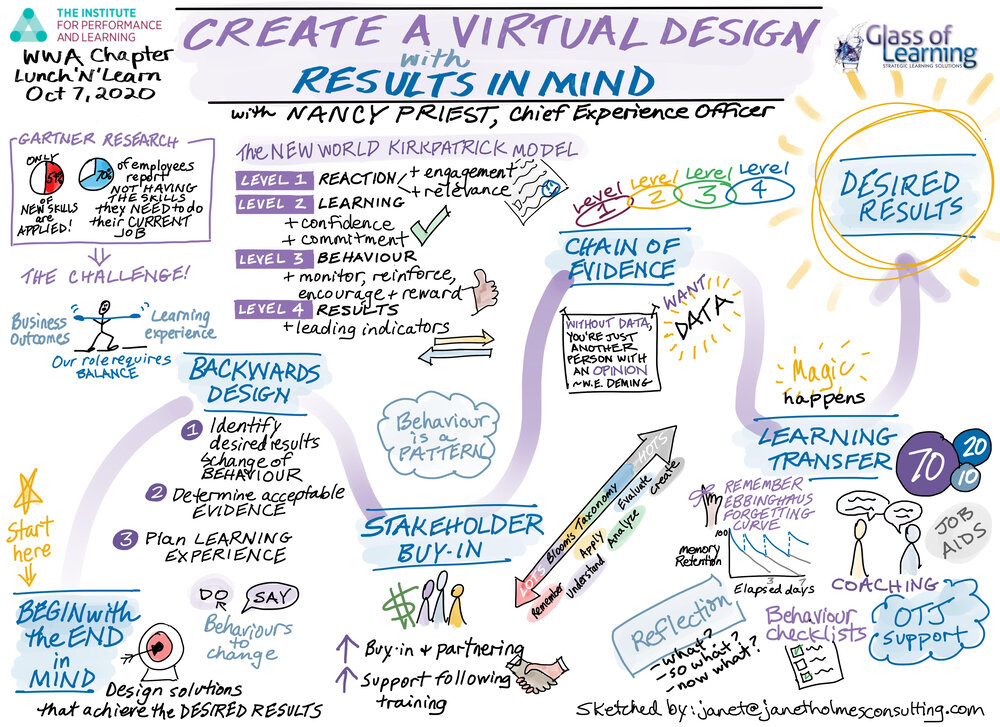 THE INSTITUTE
FOR PERFORMANCE
AND LEARNING
WWA Chapter
Lunch'N'Learn
Oct 7, 2020
CREATE A VIRTUAL DESIGN
with
RESULTS IN MIND
with NANCY PRIEST, Chief Experience Officer
Glass of
Learning
STRATEGIC LEARNING SOLUTIONS
GARTNER RESEARCH
ONLY
54%
OF
NEW SKILLS
are
APPLIED!
70%
of employees
report
NOT HAVING
THE SKILLS
they NEED to do
their CURRENT
JOB
THE CHALLENGE!
Business
Outcomes
Learning
experience
Our role requires
BALANCE
The NEW WORLD KIRKPATRICK MODEL
LEVEL 1 REACTION
+ engagement
+ relevance
LEVEL 2 LEARNING
+ confidence
+ commitment
LEVEL 3 BEHAVIOUR
+ monitor, reinforce,
encourage + reward
LEVEL 4 RESULTS
+ leading indicators
Level 1
Level 2
Level 3
Level 4
CHAIN OF
EVIDENCE
WITHOUT DATA,
YOU'RE JUST
ANOTHER
PERSON WITH
AN OPINION
~W.E. DEMING
WANT
DATA
DESIRED
RESULTS
BACKWARDS
DESIGN
1 Identify
desired results
& change of
BEHAVIOUR
2 Determine acceptable
EVIDENCE
3 Plan LEARNING
EXPERIENCE
Start
here
BEGIN with
the END
in
MIND
DO
SAY
Behaviours
to
change
Design solutions
that achieve the DESIRED RESULTS
Behaviour
is a
PATTERN
STAKEHOLDER
BUY-IN
$
Buy-in + partnering
Support following
training
HOTS
Bloom's Taxonomy
LOTS
Remember
Understand
Apply
Analyze
Evaluate
Create
Magic
happens
LEARNING
TRANSFER
70
20
10
REMEMBER
EBBINGHAUS
FORGETTING
CURVE
100
Memory
Retention
3 7
Elapsed days
COACHING
JOB
AIDS
OTJ
support
Reflection
- what?
- so what?
- now what?
Behaviour
checklists
Sketched by: janet@janetholmesconsulting.com